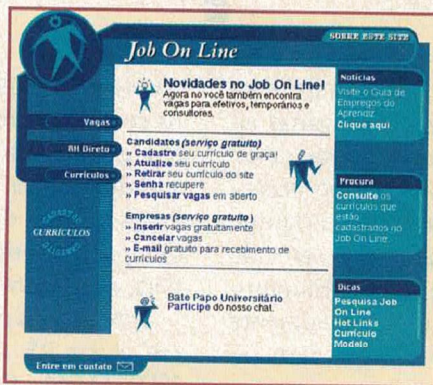 SOBRE ESTE SITE
Job On Line
Novidades no Job On Line!
Agora no você também encontra
vagas para efetivos, temporários e
consultores.
Vagas
RH Direto
Currículos
CADASTRO
CURRÍCULOS
GRATUITO
Candidatos (serviço gratuito)
» Cadastre seu currículo de graça!
» Atualize seu currículo
» Retirar seu currículo do site
» Senha recupere
» Pesquisar vagas em aberto
Empresas (serviço gratuito)
» Inserir vagas gratuitamente
» Cancelar vagas
» E-mail gratuito para recebimento de
currículos
Bate Papo Universitário
Participe do nosso chat.
Notícias
Visite o Guia de
Empregos do
Aprendiz
Clique aqui.
Procura
Consulte os
currículos que
estão
cadastrados no
Job On Line
Dicas
Pesquisa Job
On Line
Hot Links
Currículo
Modelo
Entre em contato